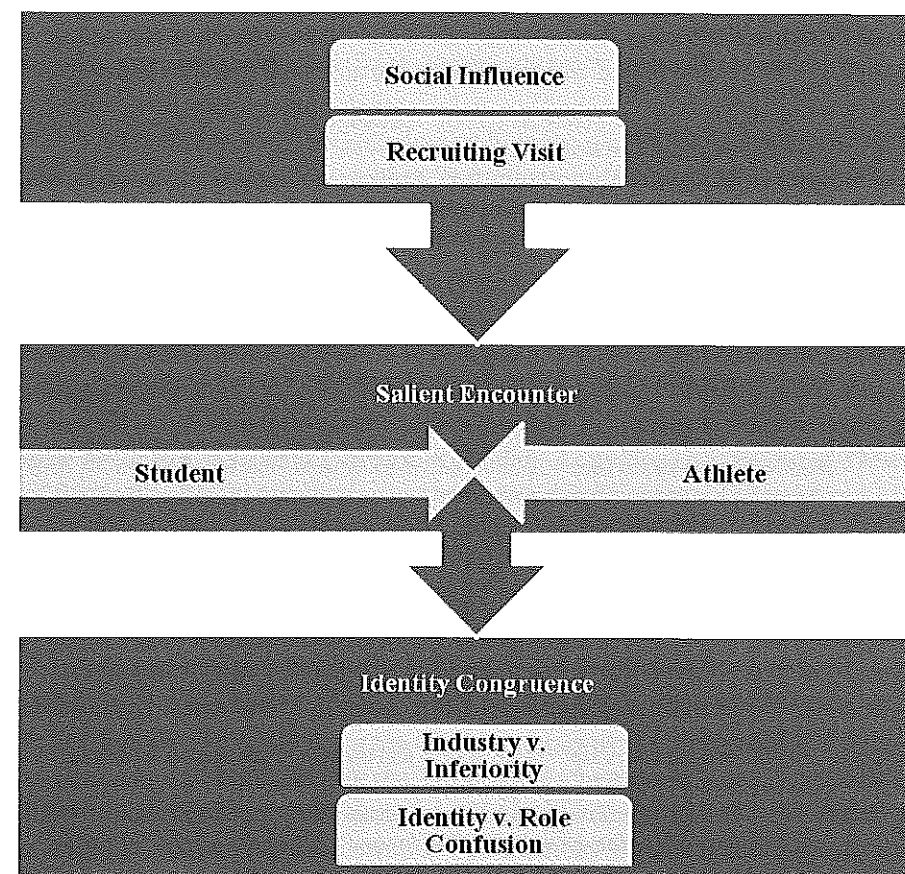 Social Influence
Recruiting Visit
Salient Encounter
Student
Athlete
Identity Congruence
Industry v.
Inferiority
Identity v. Role
Confusion